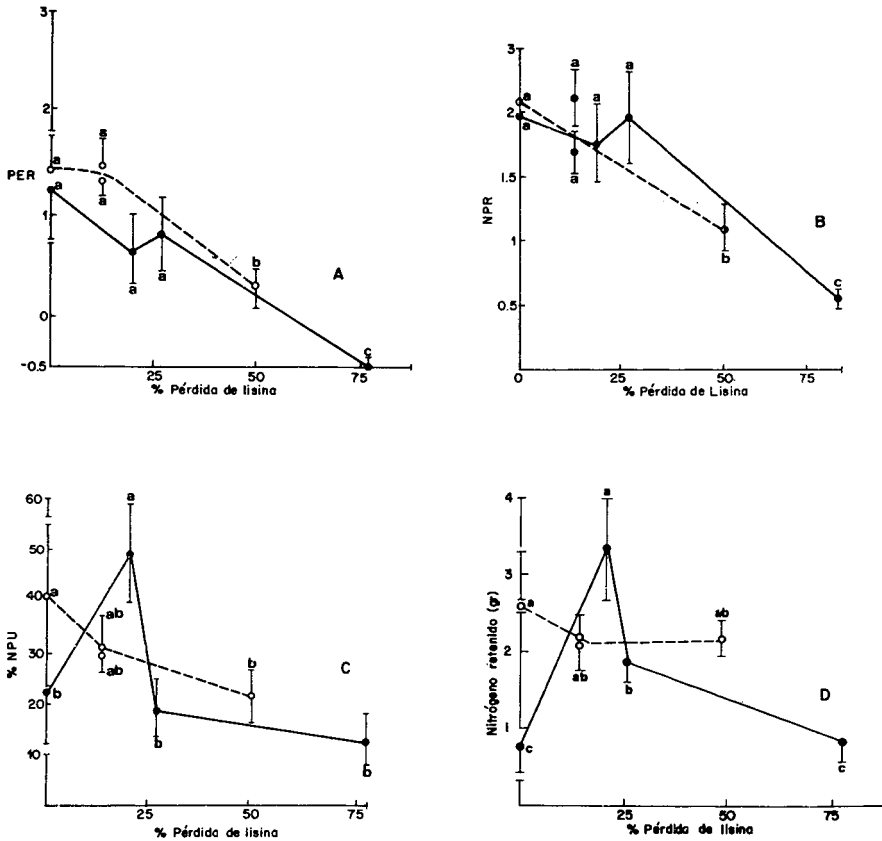 3
2
PER
1
0
-0.5
a
a
a
a
a
a
b
c
A
25
50
75
% Pérdida de lisina
3
2.5
2
NPR
1.5
1
0.5
a
a
a
a
a
a
b
c
B
0
25
50
75
% Pérdida de Lisina
60
50
40
% NPU
30
20
10
a
a
ab
ab
b
b
b
b
C
25
50
75
% Pérdida de lisina
4
3
2
Nitrógeno retenido (gr)
1
a
a
ab
ab
b
c
c
D
25
50
75
% Pérdida de lisina